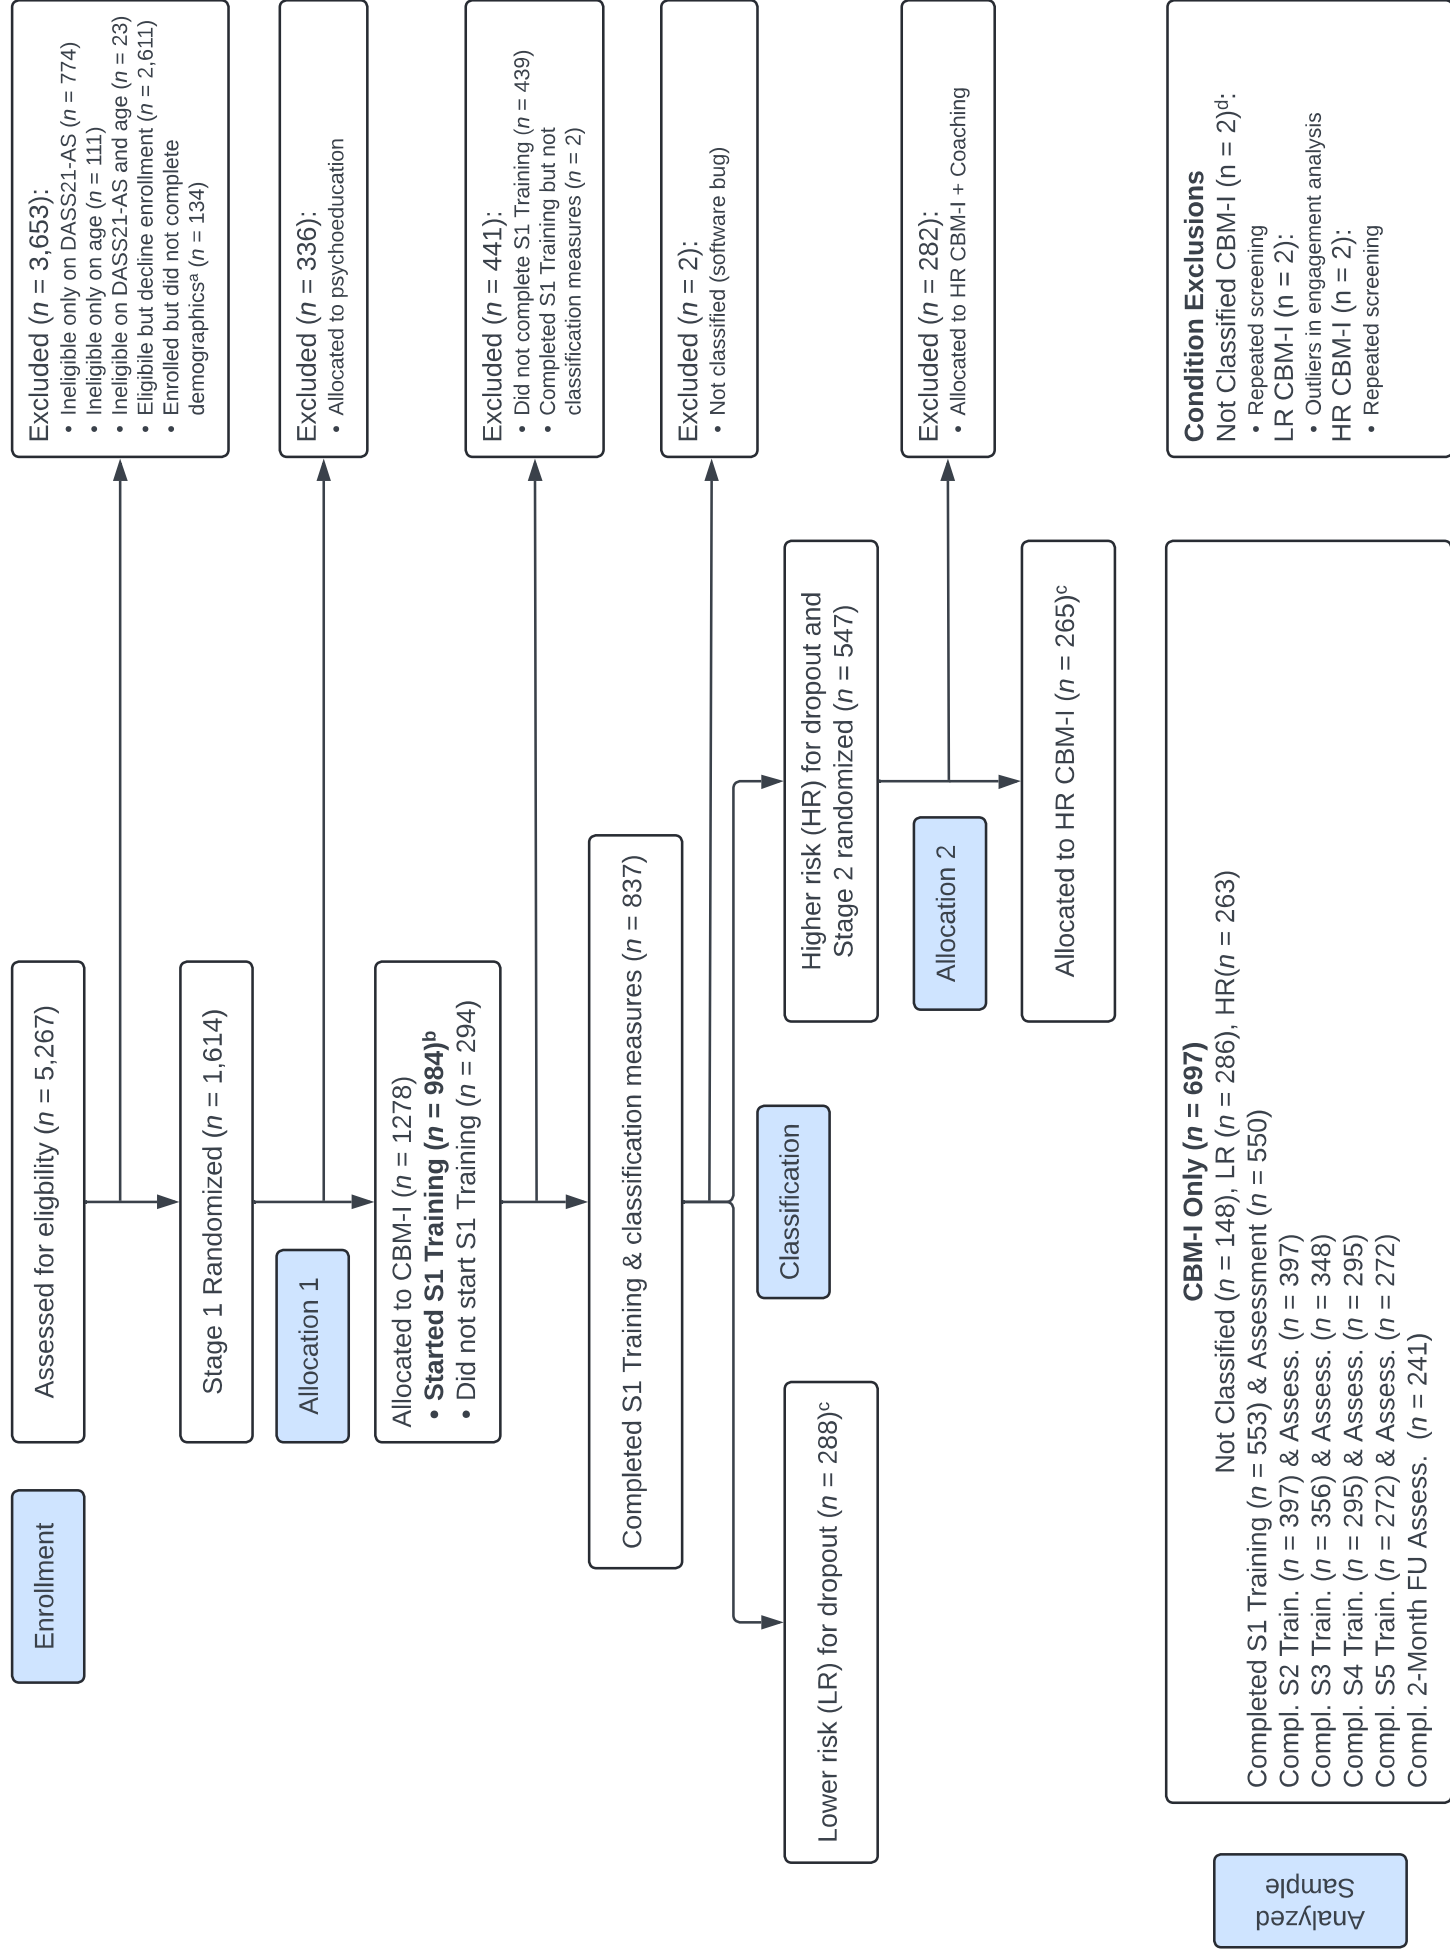 Enrollment
Assessed for eligbility (n = 5,267)
Excluded (n = 3,653):
• Ineligible only on DASS21-AS (n = 774)
• Ineligible only on age (n = 111)
• Ineligible on DASS21-AS and age (n = 23)
• Eligibile but decline enrollment (n = 2,611)
• Enrolled but did not complete
demographicsᵃ (n = 134)
Stage 1 Randomized (n = 1,614)
Allocation 1
Excluded (n = 336):
• Allocated to psychoeducation
Allocated to CBM-I (n = 1278)
• Started S1 Training (n = 984)ᵇ
• Did not start S1 Training (n = 294)
Excluded (n = 441):
• Did not complete S1 Training (n = 439)
• Completed S1 Training but not
classification measures (n = 2)
Completed S1 Training & classification measures (n = 837)
Excluded (n = 2):
• Not classified (software bug)
Classification
Lower risk (LR) for dropout (n = 288)ᶜ
Higher risk (HR) for dropout and
Stage 2 randomized (n = 547)
Allocation 2
Excluded (n = 282):
• Allocated to HR CBM-I + Coaching
Allocated to HR CBM-I (n = 265)ᶜ
Analyzed
Sample
CBM-I Only (n = 697)
Not Classified (n = 148), LR (n = 286), HR(n = 263)
Completed S1 Training (n = 553) & Assessment (n = 550)
Compl. S2 Train. (n = 397) & Assess. (n = 397)
Compl. S3 Train. (n = 356) & Assess. (n = 348)
Compl. S4 Train. (n = 295) & Assess. (n = 295)
Compl. S5 Train. (n = 272) & Assess. (n = 272)
Compl. 2-Month FU Assess. (n = 241)
Condition Exclusions
Not Classified CBM-I (n = 2)ᵈ:
• Repeated screening
LR CBM-I (n = 2):
• Outliers in engagement analysis
HR CBM-I (n = 2):
• Repeated screening